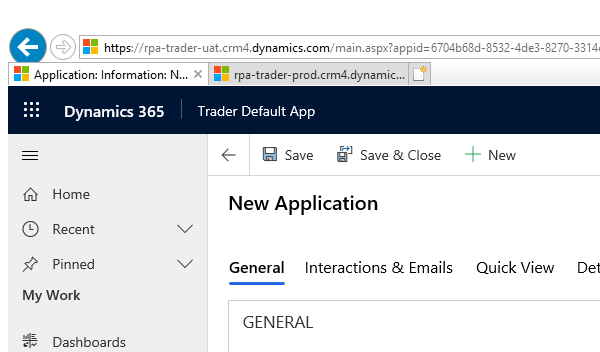 https://rpa-trader-uat.crm4.dynamics.com/main.aspx?appid=6704b68d-8532-4de3-8270-3314
Application: Information: N...
rpa-trader-prod.crm4.dynamic...
Dynamics 365
Trader Default App
Save
Save & Close
New
New Application
Home
Recent
Pinned
My Work
Dashboards
General
Interactions & Emails
Quick View
Det
GENERAL